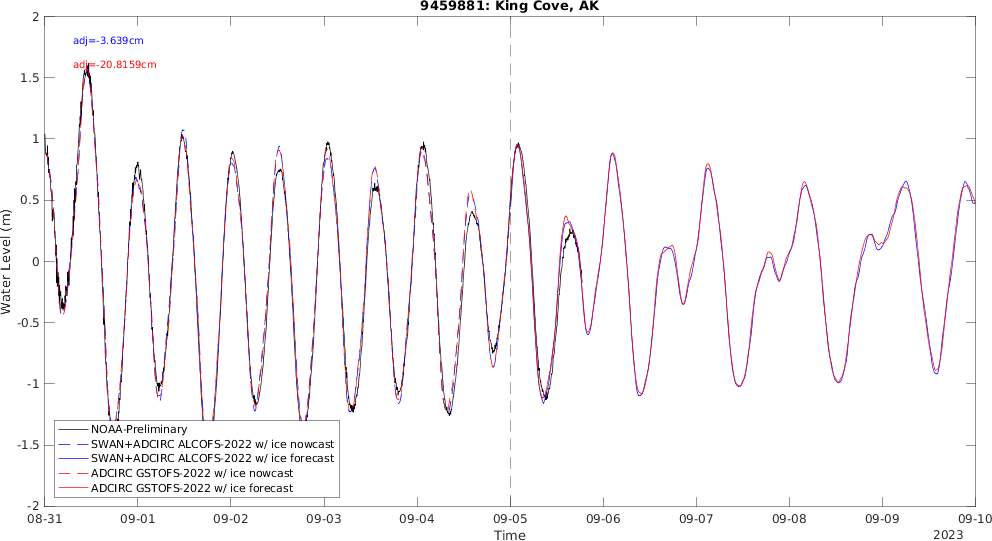 9459881: King Cove, AK
2
adj=-3.639cm
adj=-20.8159cm
1.5
1
0.5
0
-0.5
-1
-1.5
-2
Water Level (m)
NOAA-Preliminary
SWAN+ADCIRC ALCOFS-2022 w/ ice nowcast
SWAN+ADCIRC ALCOFS-2022 w/ ice forecast
ADCIRC GSTOFS-2022 w/ ice nowcast
ADCIRC GSTOFS-2022 w/ ice forecast
08-31 09-01 09-02 09-03 09-04 09-05 09-06 09-07 09-08 09-09 09-10
Time
2023